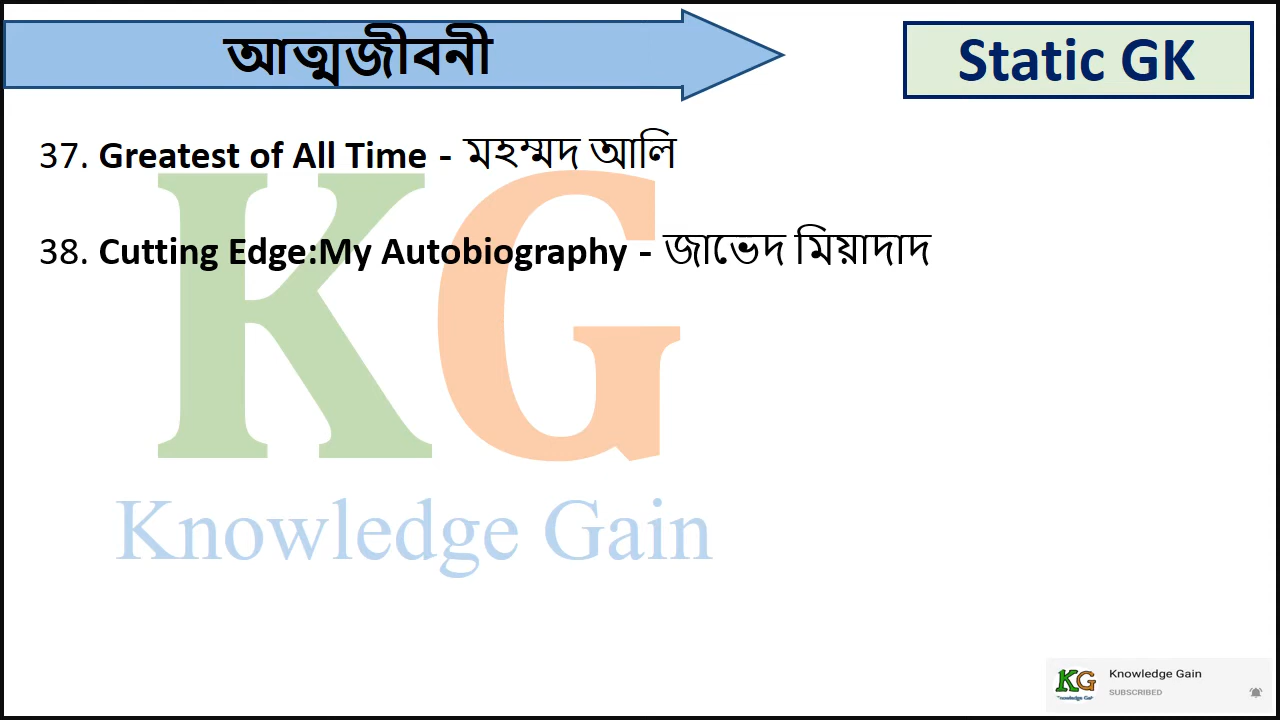 আত্মজীবনী
Static GK
37. Greatest of All Time - মহম্মদ আলি
38. Cutting Edge:My Autobiography - জাভেদ মিয়াদাদ
KG
Knowledge Gain
KG Knowledge Gain
SUBSCRIBED